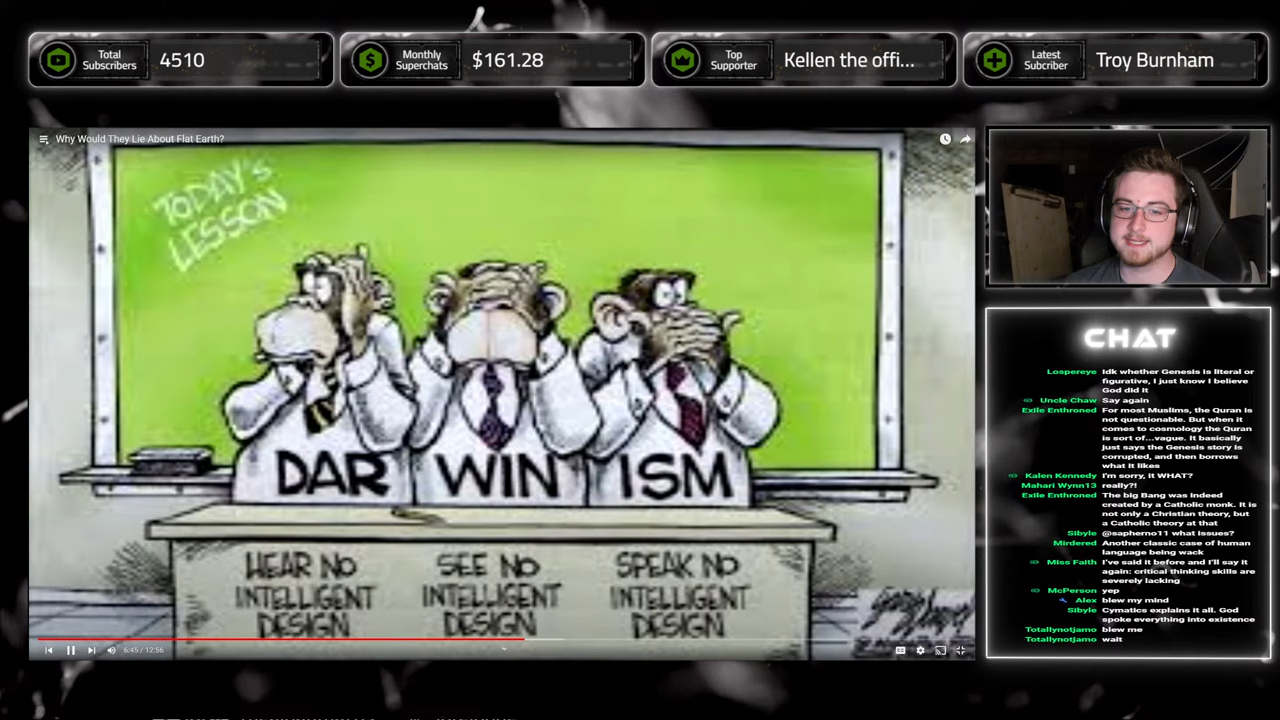 Total
Subscribers
4510
Monthly
Superchats
$161.28
Top
Supporter
Kellen the offi...
Latest
Subcriber
Troy Burnham
Why Would They Lie About Flat Earth?
TODAY'S
LESSON
DAR WIN ISM
HEAR NO
INTELLIGENT
DESIGN
SEE NO
INTELLIGENT
DESIGN
SPEAK NO
INTELLIGENT
DESIGN
6:45 / 12:56
CHAT
Lospereye Idk whether Genesis is literal or
figurative, I just know I believe
God did it
Uncle Chaw Say again
Exile Enthroned For most Muslims, the Quran is
not questionable. But when it
comes to cosmology the Quran
is sort of...vague. It basically
just says the Genesis story is
corrupted, and then borrows
what it likes
Kalen Kennedy I'm sorry, it WHAT?
Mahari Wynn13 really?!
Exile Enthroned The big Bang was indeed
created by a Catholic monk. It is
not only a Christian theory, but
a Catholic theory at that
Sibyle @sapherno11 what issues?
Mirdered Another classic case of human
language being wack
Miss Faith I've said it before and I'll say it
again: critical thinking skills are
severely lacking
McPerson yep
Alex blew my mind
Sibyle Cymatics explains it all. God
spoke everything into existence
Totallynotjamo blew me
Totallynotjamo wait